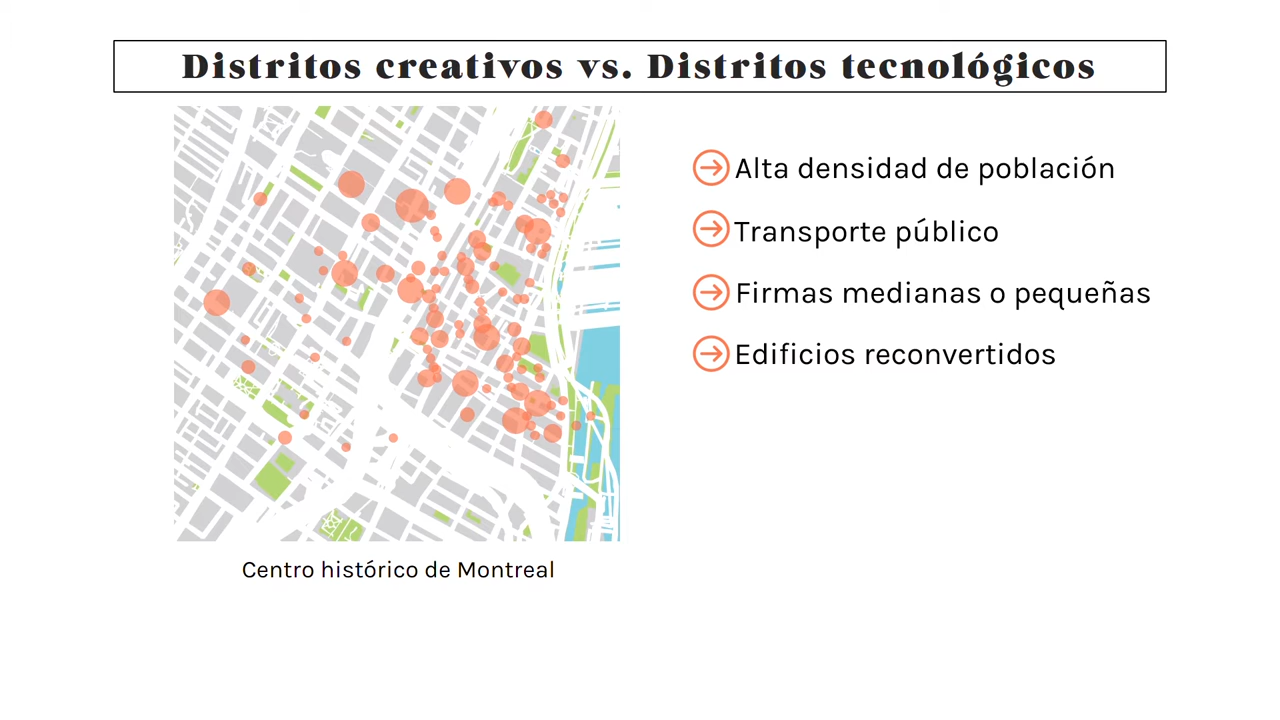 Distritos creativos vs. Distritos tecnológicos
Alta densidad de población
Transporte público
Firmas medianas o pequeñas
Edificios reconvertidos
Centro histórico de Montreal